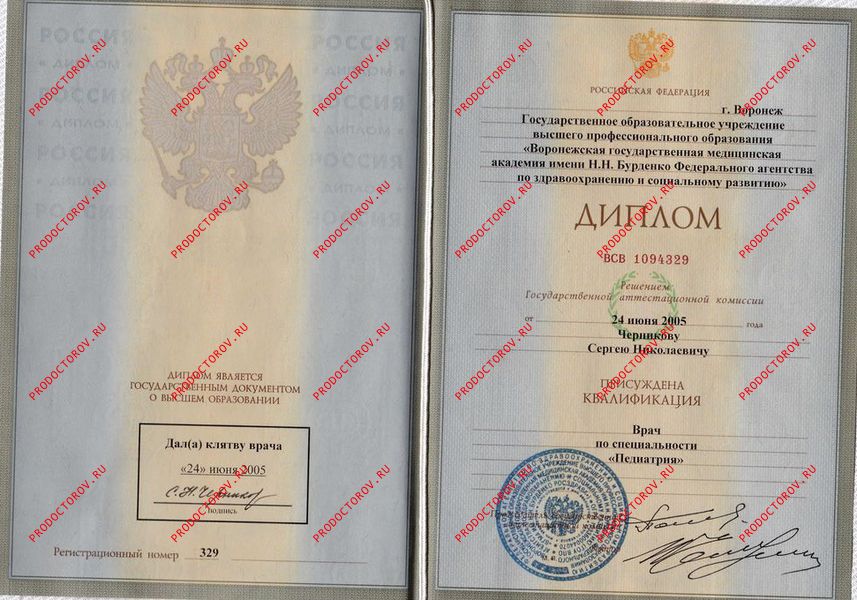 РОССИЯ
ДИПЛОМ ЯВЛЯЕТСЯ
ГОСУДАРСТВЕННЫМ ДОКУМЕНТОМ
О ВЫСШЕМ ОБРАЗОВАНИИ
Дал(а) клятву врача
«24» июня 2005
С.Н.Черников
подпись
Регистрационный номер 329
РОССИЙСКАЯ ФЕДЕРАЦИЯ
г. Воронеж
Государственное образовательное учреждение
высшего профессионального образования
«Воронежская государственная медицинская
академия имени Н.Н. Бурденко Федерального агентства
по здравоохранению и социальному развитию»
ДИПЛОМ
ВСВ 1094329
Решением
Государственной аттестационной комиссии
от 24 июня 2005 года
Черникову
Сергею Николаевичу
ПРИСУЖДЕНА
КВАЛИФИКАЦИЯ
Врач
по специальности
«Педиатрия»
PRODOCTOROV.RU